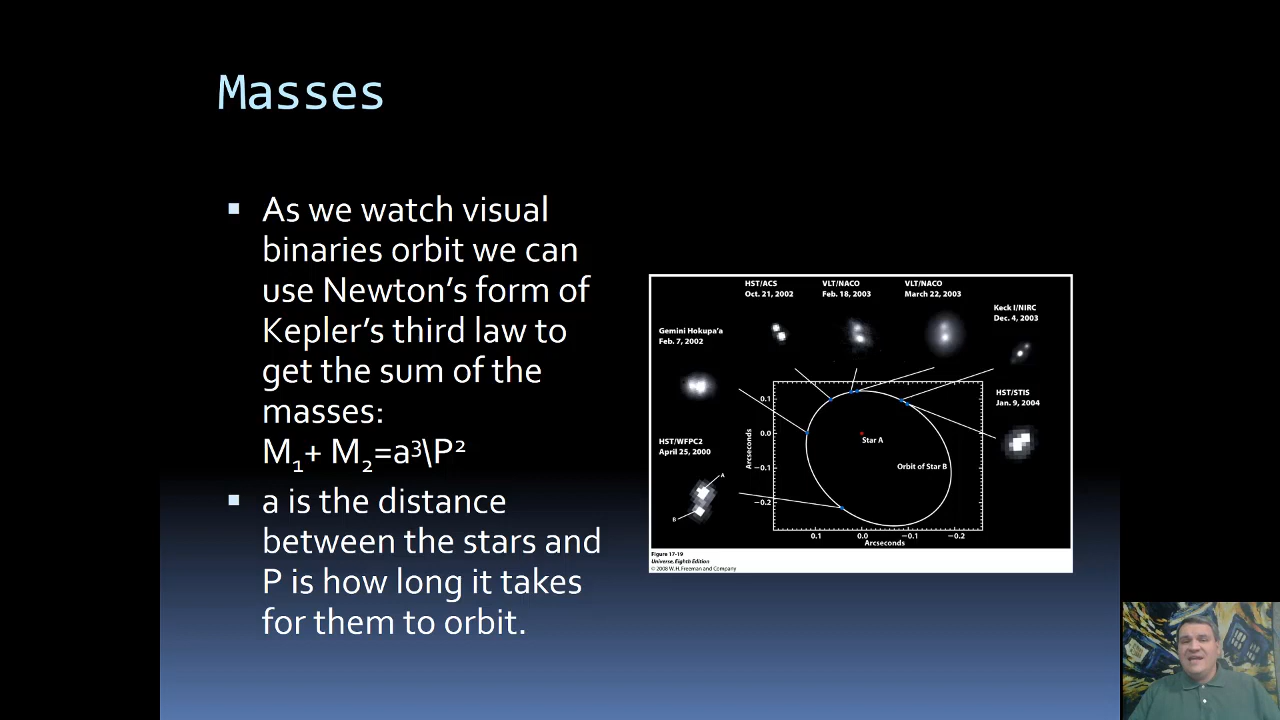 Masses
▪ As we watch visual
binaries orbit we can
use Newton's form of
Kepler's third law to
get the sum of the
masses:
M₁+ M₂=a³\P²
▪ a is the distance
between the stars and
P is how long it takes
for them to orbit.
HST/ACS
Oct. 21, 2002
VLT/NACO
Feb. 18, 2003
VLT/NACO
March 22, 2003
Keck I/NIRC
Dec. 4, 2003
Gemini Hokupa'a
Feb. 7, 2002
HST/STIS
Jan. 9, 2004
HST/WFPC2
April 25, 2000
A
B
Arcseconds
0.1
0.0
−0.1
−0.2
Star A
Orbit of Star B
0.1
0.0
−0.1
−0.2
Arcseconds
Figure 17-19
Universe, Eighth Edition
© 2008 W.H. Freeman and Company